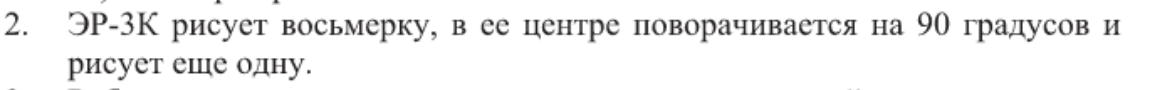 2. ЭР-3К рисует восьмерку, в ее центре поворачивается на 90 градусов и
рисует еще одну.